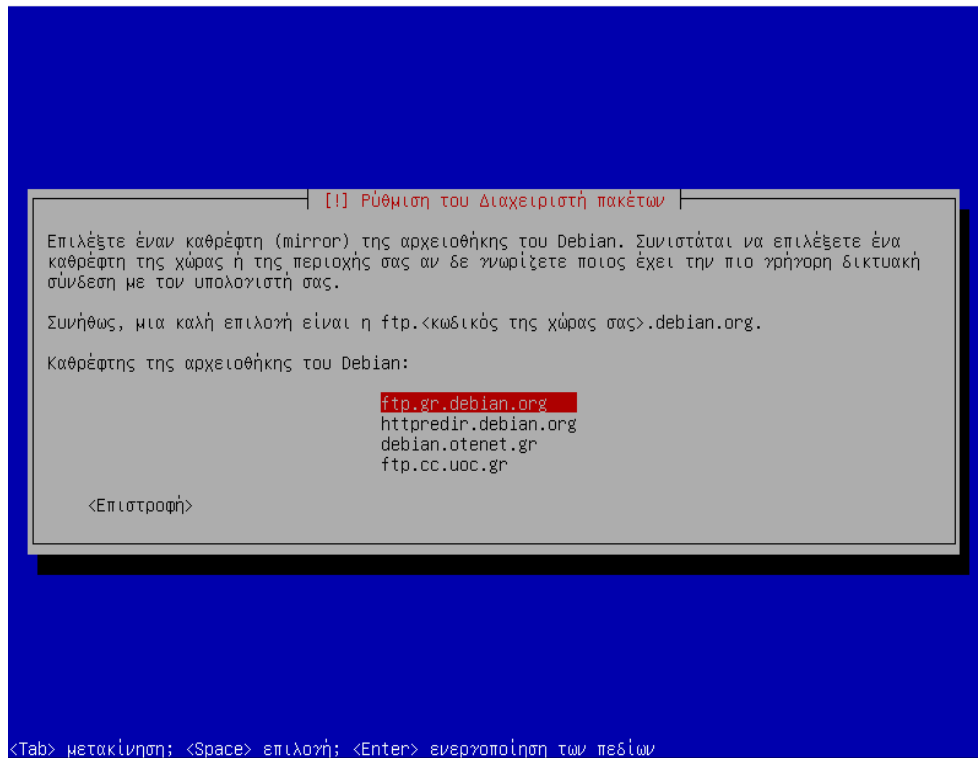 [!] Ρύθμιση του Διαχειριστή πακέτων
Επιλέξτε έναν καθρέφτη (mirror) της αρχειοθήκης του Debian. Συνιστάται να επιλέξετε ένα
καθρέφτη της χώρας ή της περιοχής σας αν δε γνωρίζετε ποιος έχει την πιο γρήγορη δικτυακή
σύνδεση με τον υπολογιστή σας.
Συνήθως, μια καλή επιλογή είναι η ftp.<κωδικός της χώρας σας>.debian.org.
Καθρέφτης της αρχειοθήκης του Debian:
ftp.gr.debian.org
httpredir.debian.org
debian.otenet.gr
ftp.cc.uoc.gr
<Επιστροφή>
<Tab> μετακίνηση; <Space> επιλογή; <Enter> ενεργοποίηση των πεδίων